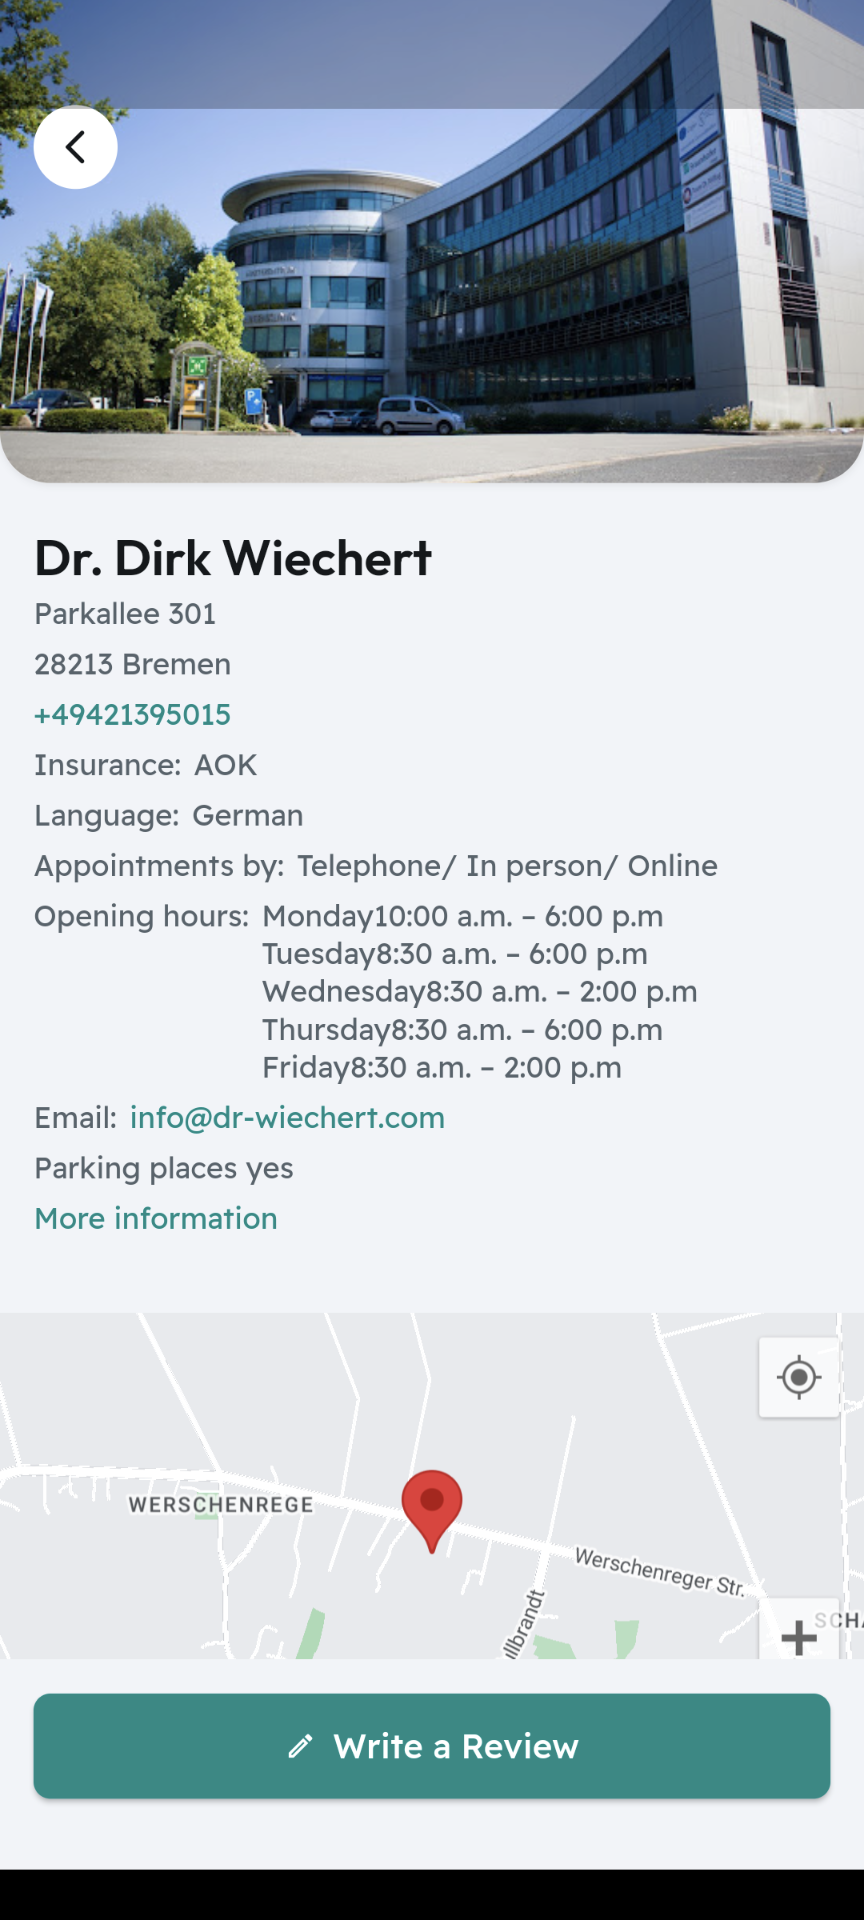 P
Dr. Dirk Wiechert
Parkallee 301
28213 Bremen
+49421395015
Insurance: AOK
Language: German
Appointments by: Telephone/ In person/ Online
Opening hours: Monday10:00 a.m. – 6:00 p.m
Tuesday8:30 a.m. – 6:00 p.m
Wednesday8:30 a.m. – 2:00 p.m
Thursday8:30 a.m. – 6:00 p.m
Friday8:30 a.m. – 2:00 p.m
Email: info@dr-wiechert.com
Parking places yes
More information
WERSCHENREGE
Werschenreger Str.
llbrandt
SCHA
Write a Review